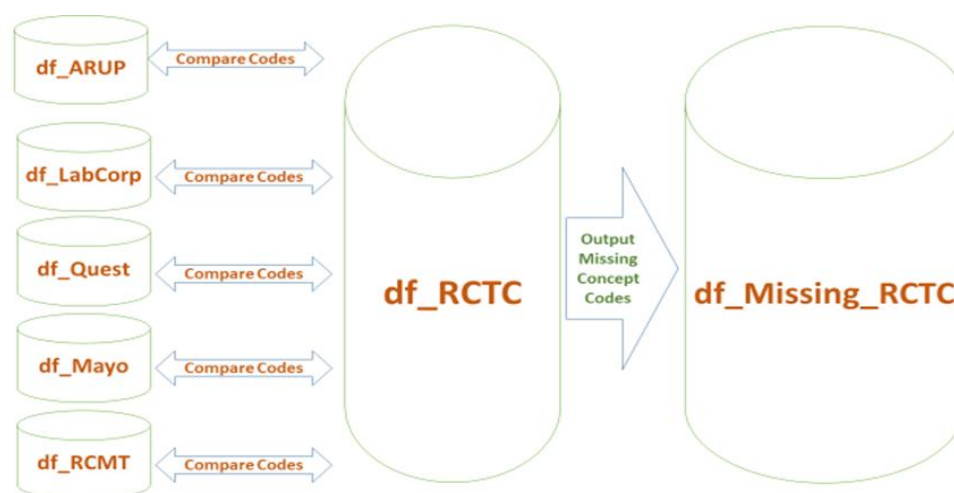 df_ARUP
Compare Codes
df_LabCorp
Compare Codes
df_Quest
Compare Codes
df_Mayo
Compare Codes
df_RCMT
Compare Codes
df_RCTC
Output
Missing
Concept
Codes
df_Missing_RCTC